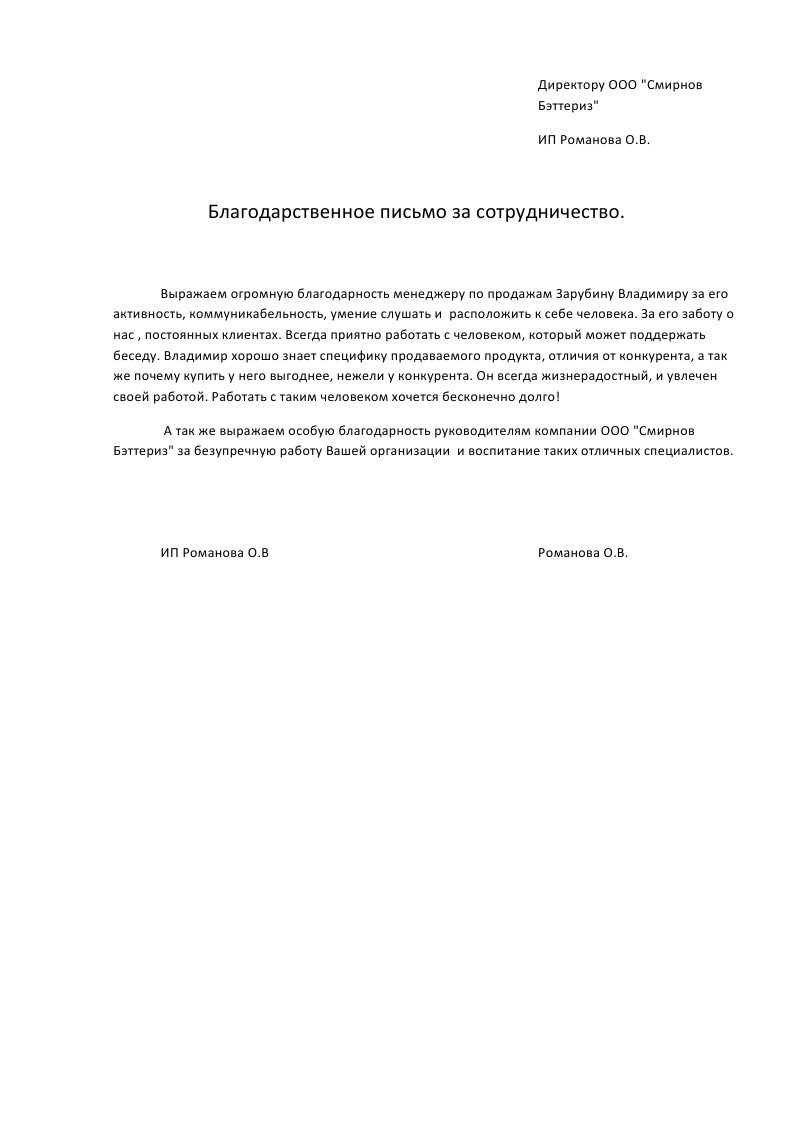 Директору ООО "Смирнов
Бэттериз"
ИП Романова О.В.
Благодарственное письмо за сотрудничество.
Выражаем огромную благодарность менеджеру по продажам Зарубину Владимиру за его
активность, коммуникабельность, умение слушать и  расположить к себе человека. За его заботу о
нас , постоянных клиентах. Всегда приятно работать с человеком, который может поддержать
беседу. Владимир хорошо знает специфику продаваемого продукта, отличия от конкурента, а так
же почему купить у него выгоднее, нежели у конкурента. Он всегда жизнерадостный, и увлечен
своей работой. Работать с таким человеком хочется бесконечно долго!
А так же выражаем особую благодарность руководителям компании ООО "Смирнов
Бэттериз" за безупречную работу Вашей организации  и воспитание таких отличных специалистов.
ИП Романова О.В Романова О.В.